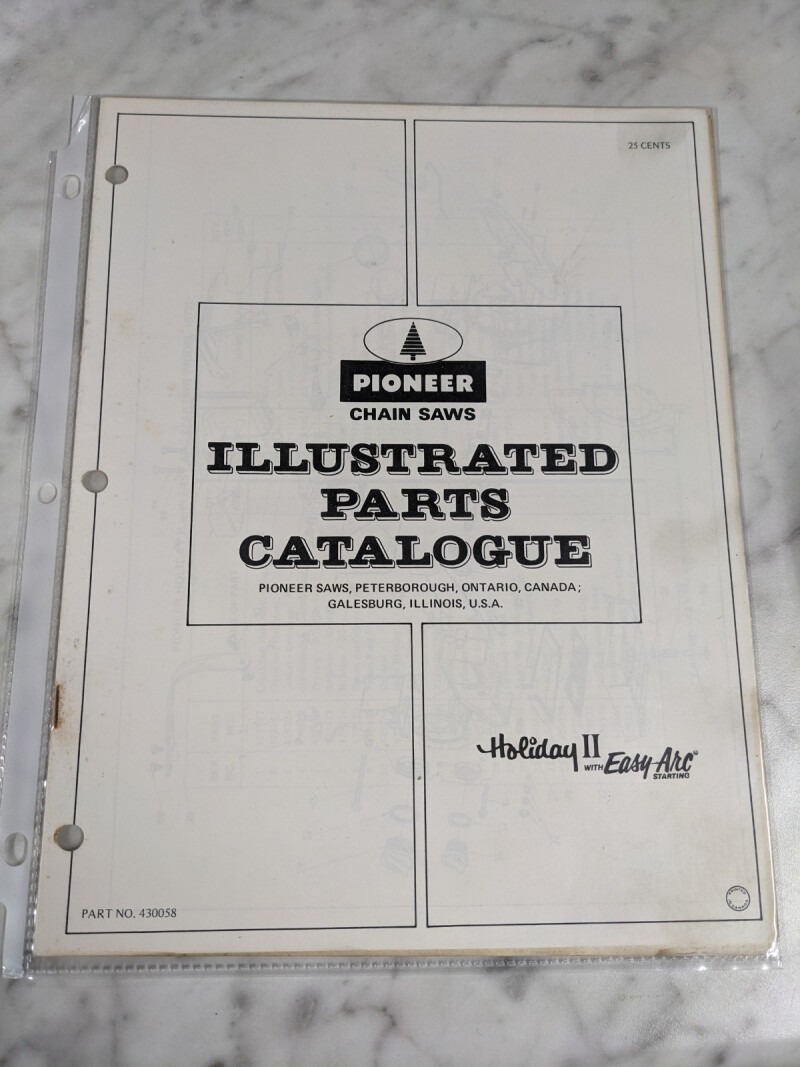 25 CENTS
PIONEER
CHAIN SAWS
ILLUSTRATED
PARTS
CATALOGUE
PIONEER SAWS, PETERBOROUGH, ONTARIO, CANADA;
GALESBURG, ILLINOIS, U.S.A.
Holiday II WITH Easy-Arc STARTING
PART NO. 430058